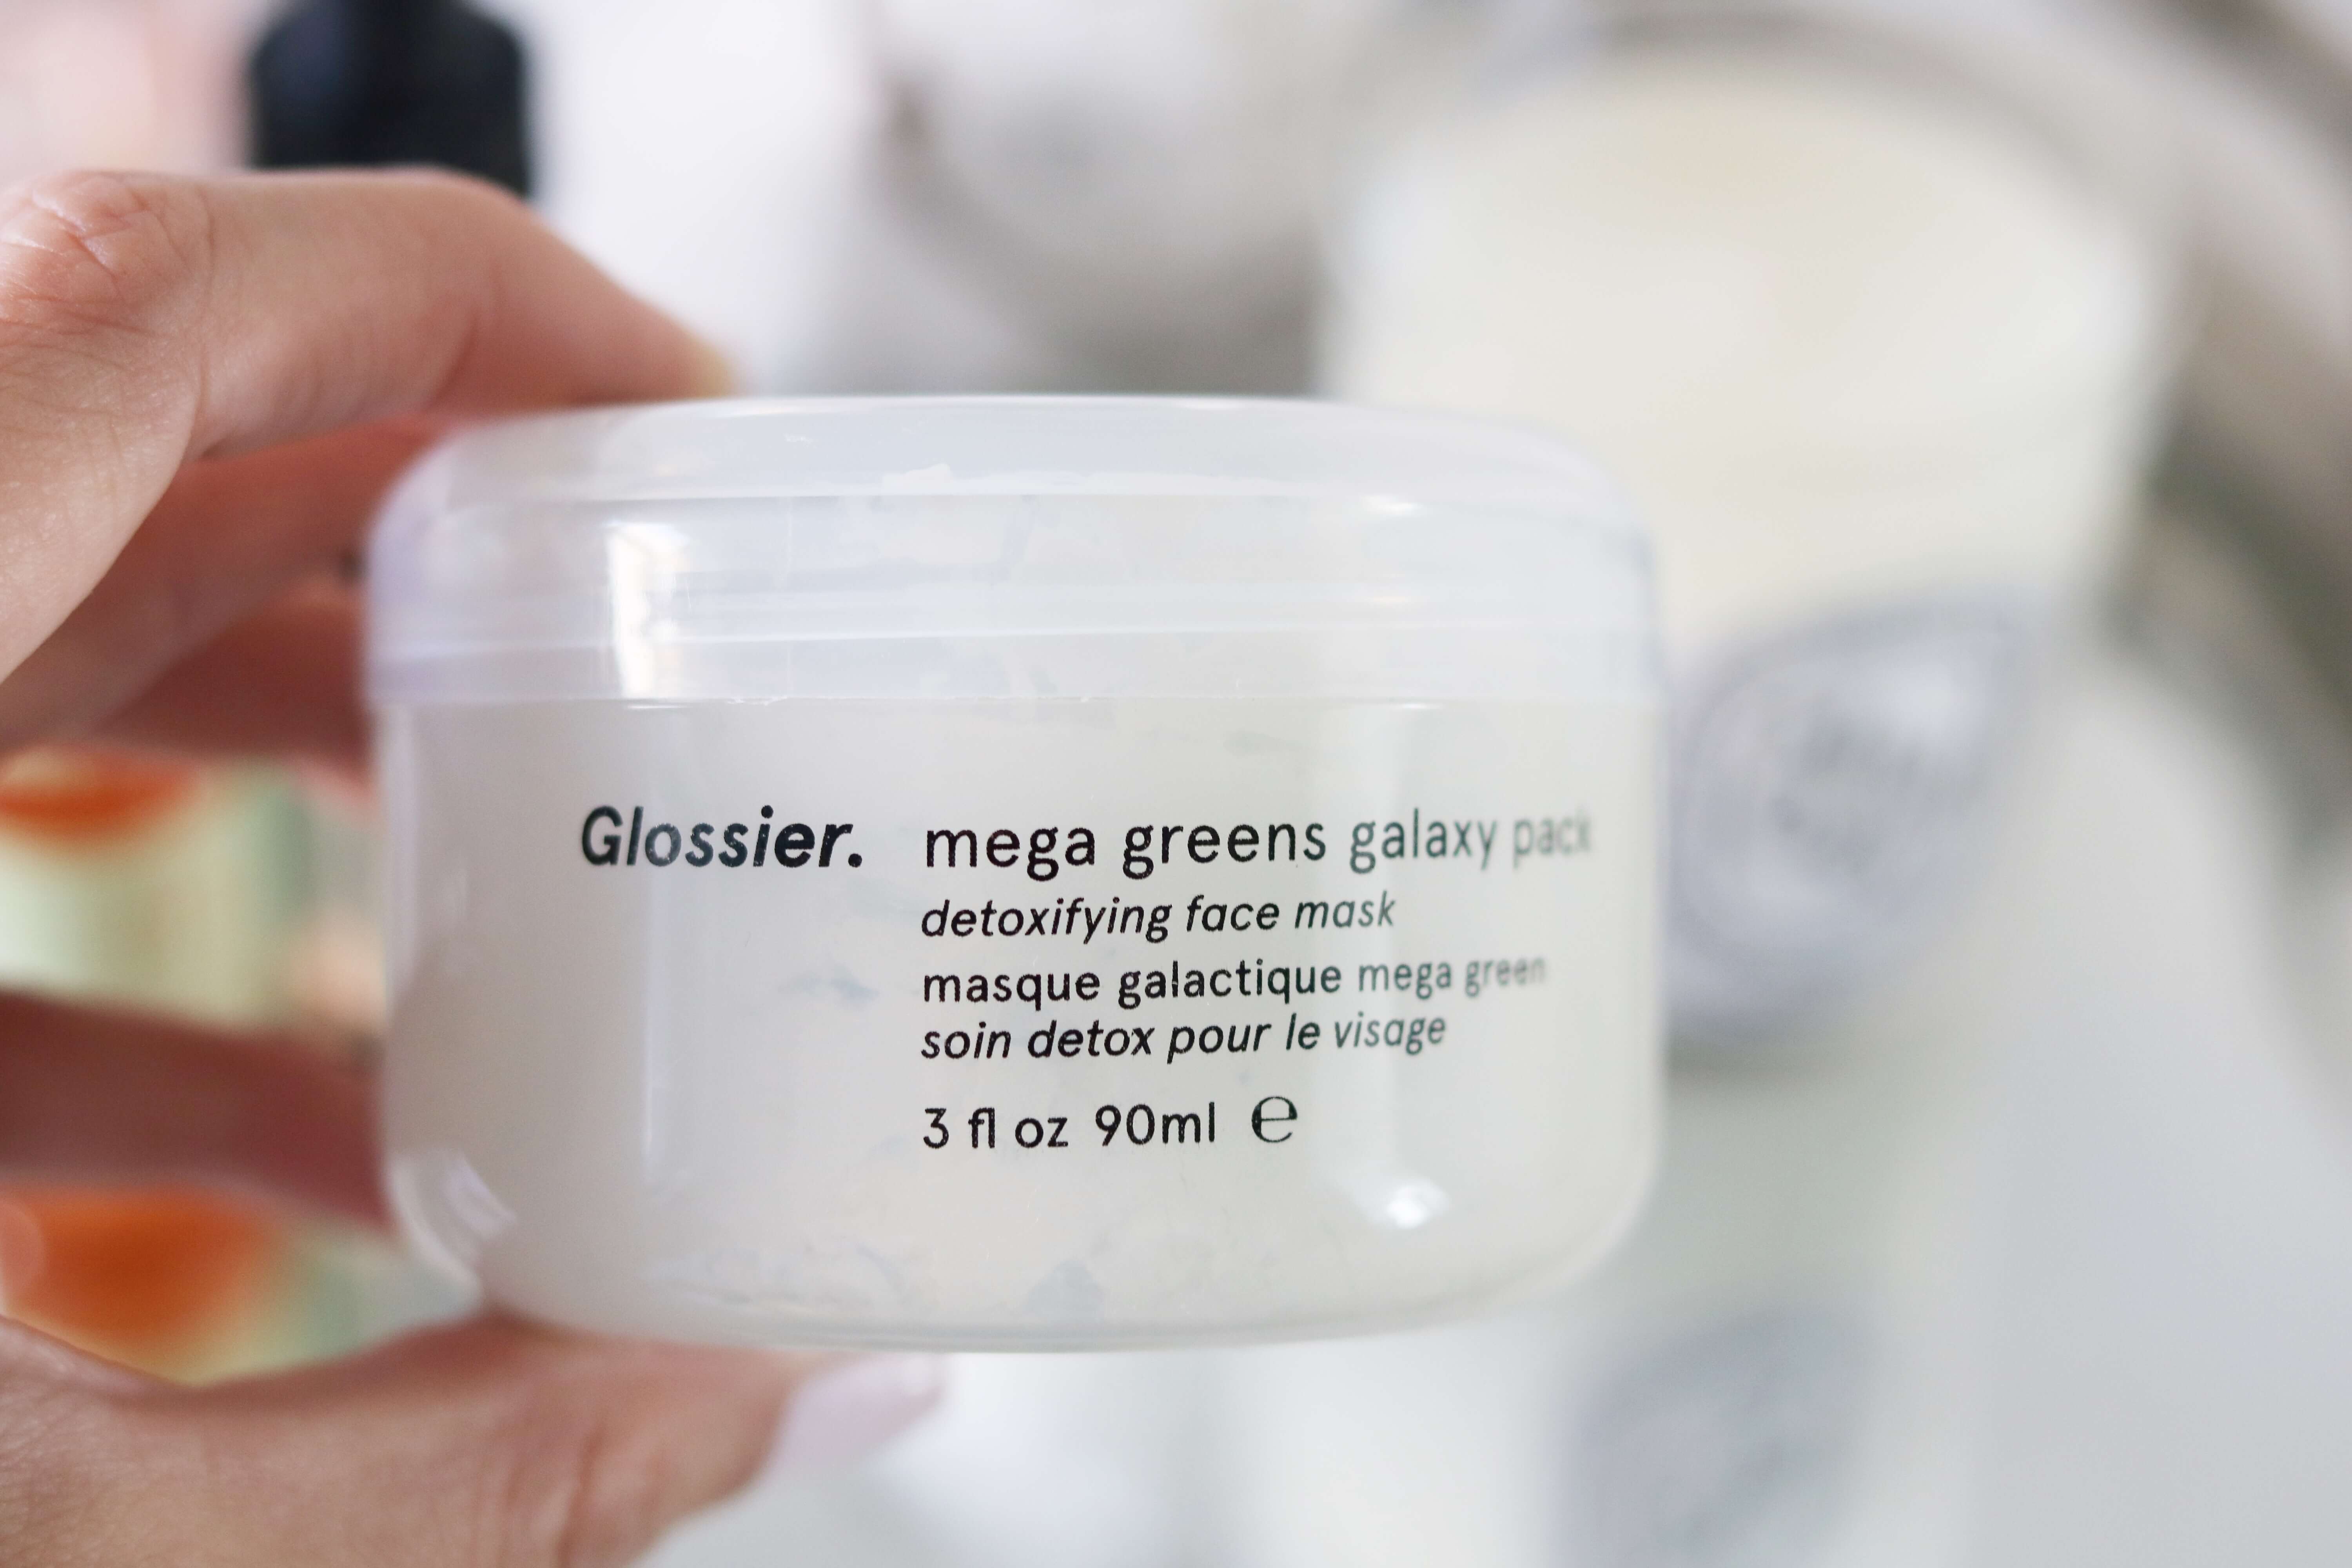 Glossier. mega greens galaxy pack
detoxifying face mask
masque galactique mega green
soin detox pour le visage
3 fl oz 90ml ℮